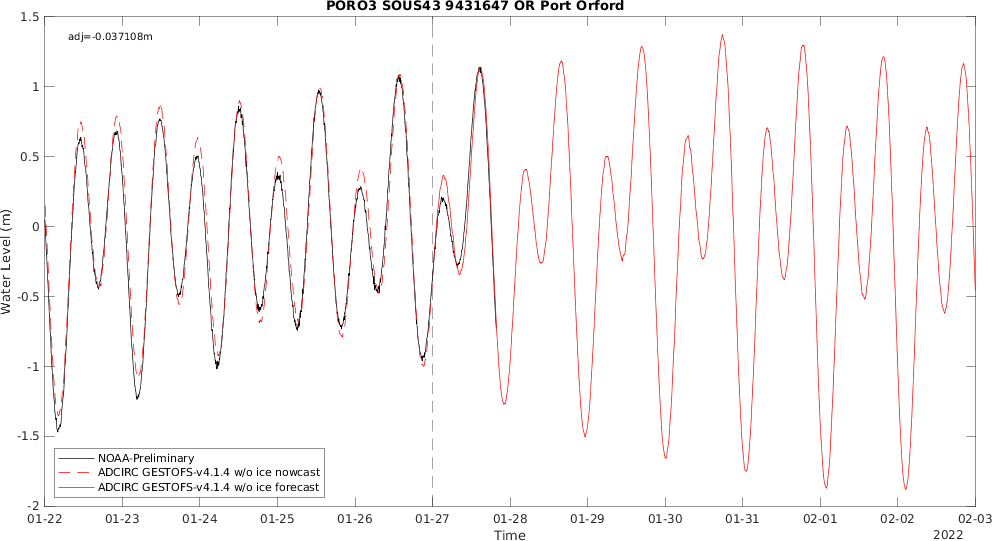 PORO3 SOUS43 9431647 OR Port Orford
adj=-0.037108m
Water Level (m)
1.5
1
0.5
0
-0.5
-1
-1.5
-2
NOAA-Preliminary
ADCIRC GESTOFS-v4.1.4 w/o ice nowcast
ADCIRC GESTOFS-v4.1.4 w/o ice forecast
01-22 01-23 01-24 01-25 01-26 01-27 01-28 01-29 01-30 01-31 02-01 02-02 02-03
Time
2022